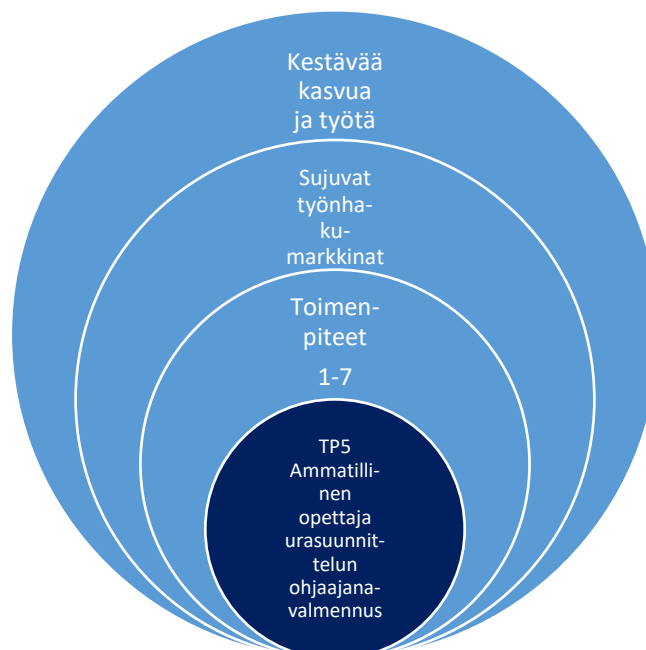 Kestävää
kasvua
ja työtä
Sujuvat
työnha-
ku-
markkinat
Toimen-
piteet
1-7
TP5
Ammatilli-
nen
opettaja
urasuunnit-
telun
ohjaajana-
valmennus